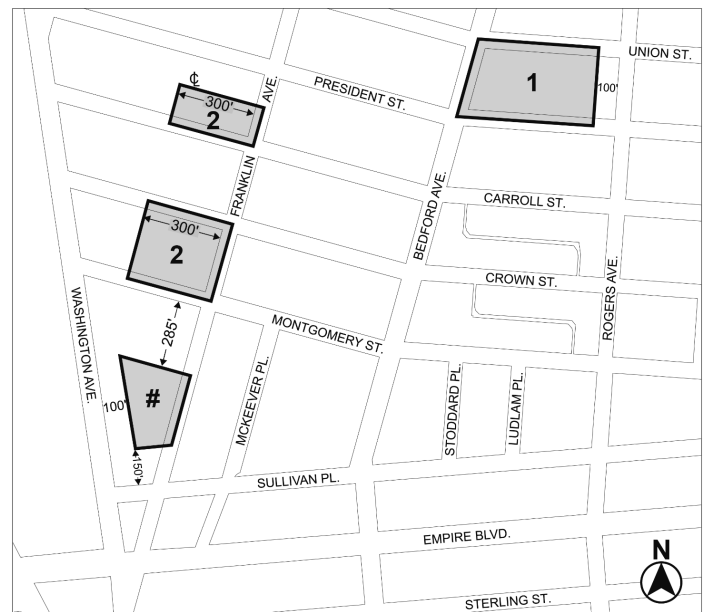 UNION ST.
1
100'
℄
300'
2
AVE.
PRESIDENT ST.
FRANKLIN
BEDFORD AVE.
CARROLL ST.
300'
2
CROWN ST.
ROGERS AVE.
WASHINGTON AVE.
285'
MONTGOMERY ST.
#
100'
MCKEEVER PL.
STODDARD PL.
LUDLAM PL.
150'
SULLIVAN PL.
EMPIRE BLVD.
N
STERLING ST.